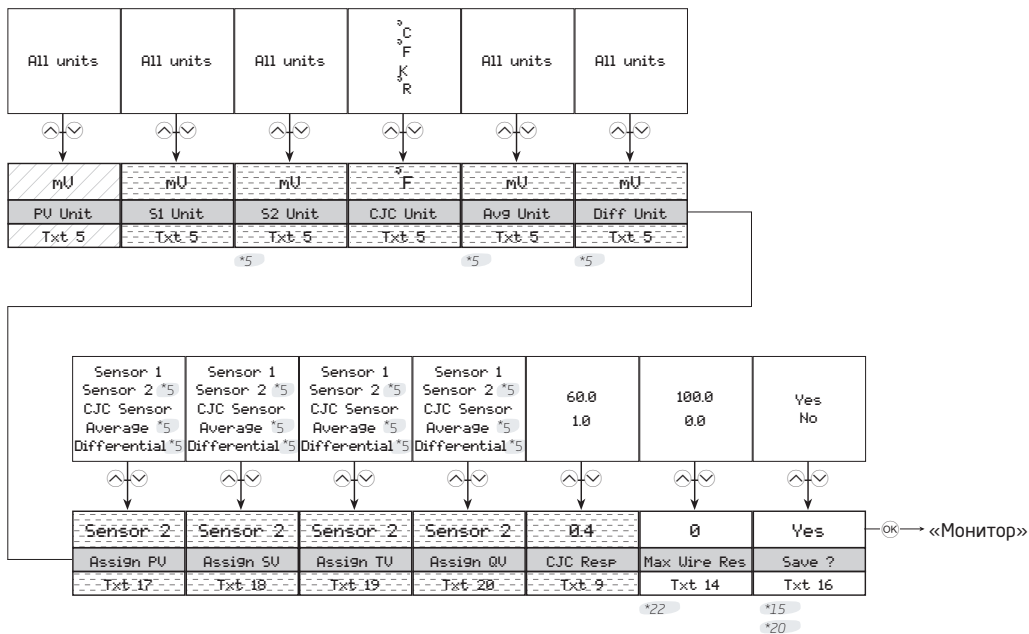 All units
All units
All units
°C
°F
K
°R
All units
All units
mV
mV
mV
°F
mV
mV
PV Unit
S1 Unit
S2 Unit
CJC Unit
Avg Unit
Diff Unit
Txt 5
Txt 5
Txt 5
Txt 5
Txt 5
Txt 5
*5
*5
*5
Sensor 1
Sensor 2 *5
CJC Sensor
Average *5
Differential *5
Sensor 1
Sensor 2 *5
CJC Sensor
Average *5
Differential *5
Sensor 1
Sensor 2 *5
CJC Sensor
Average *5
Differential *5
Sensor 1
Sensor 2 *5
CJC Sensor
Average *5
Differential *5
60.0
1.0
100.0
0.0
Yes
No
Sensor 2
Sensor 2
Sensor 2
Sensor 2
0.4
0
Yes
OK
«Монитор»
Assign PV
Assign SV
Assign TV
Assign QV
CJC Resp
Max Wire Res
Save ?
Txt 17
Txt 18
Txt 19
Txt 20
Txt 9
Txt 14
Txt 16
*22
*15
*20